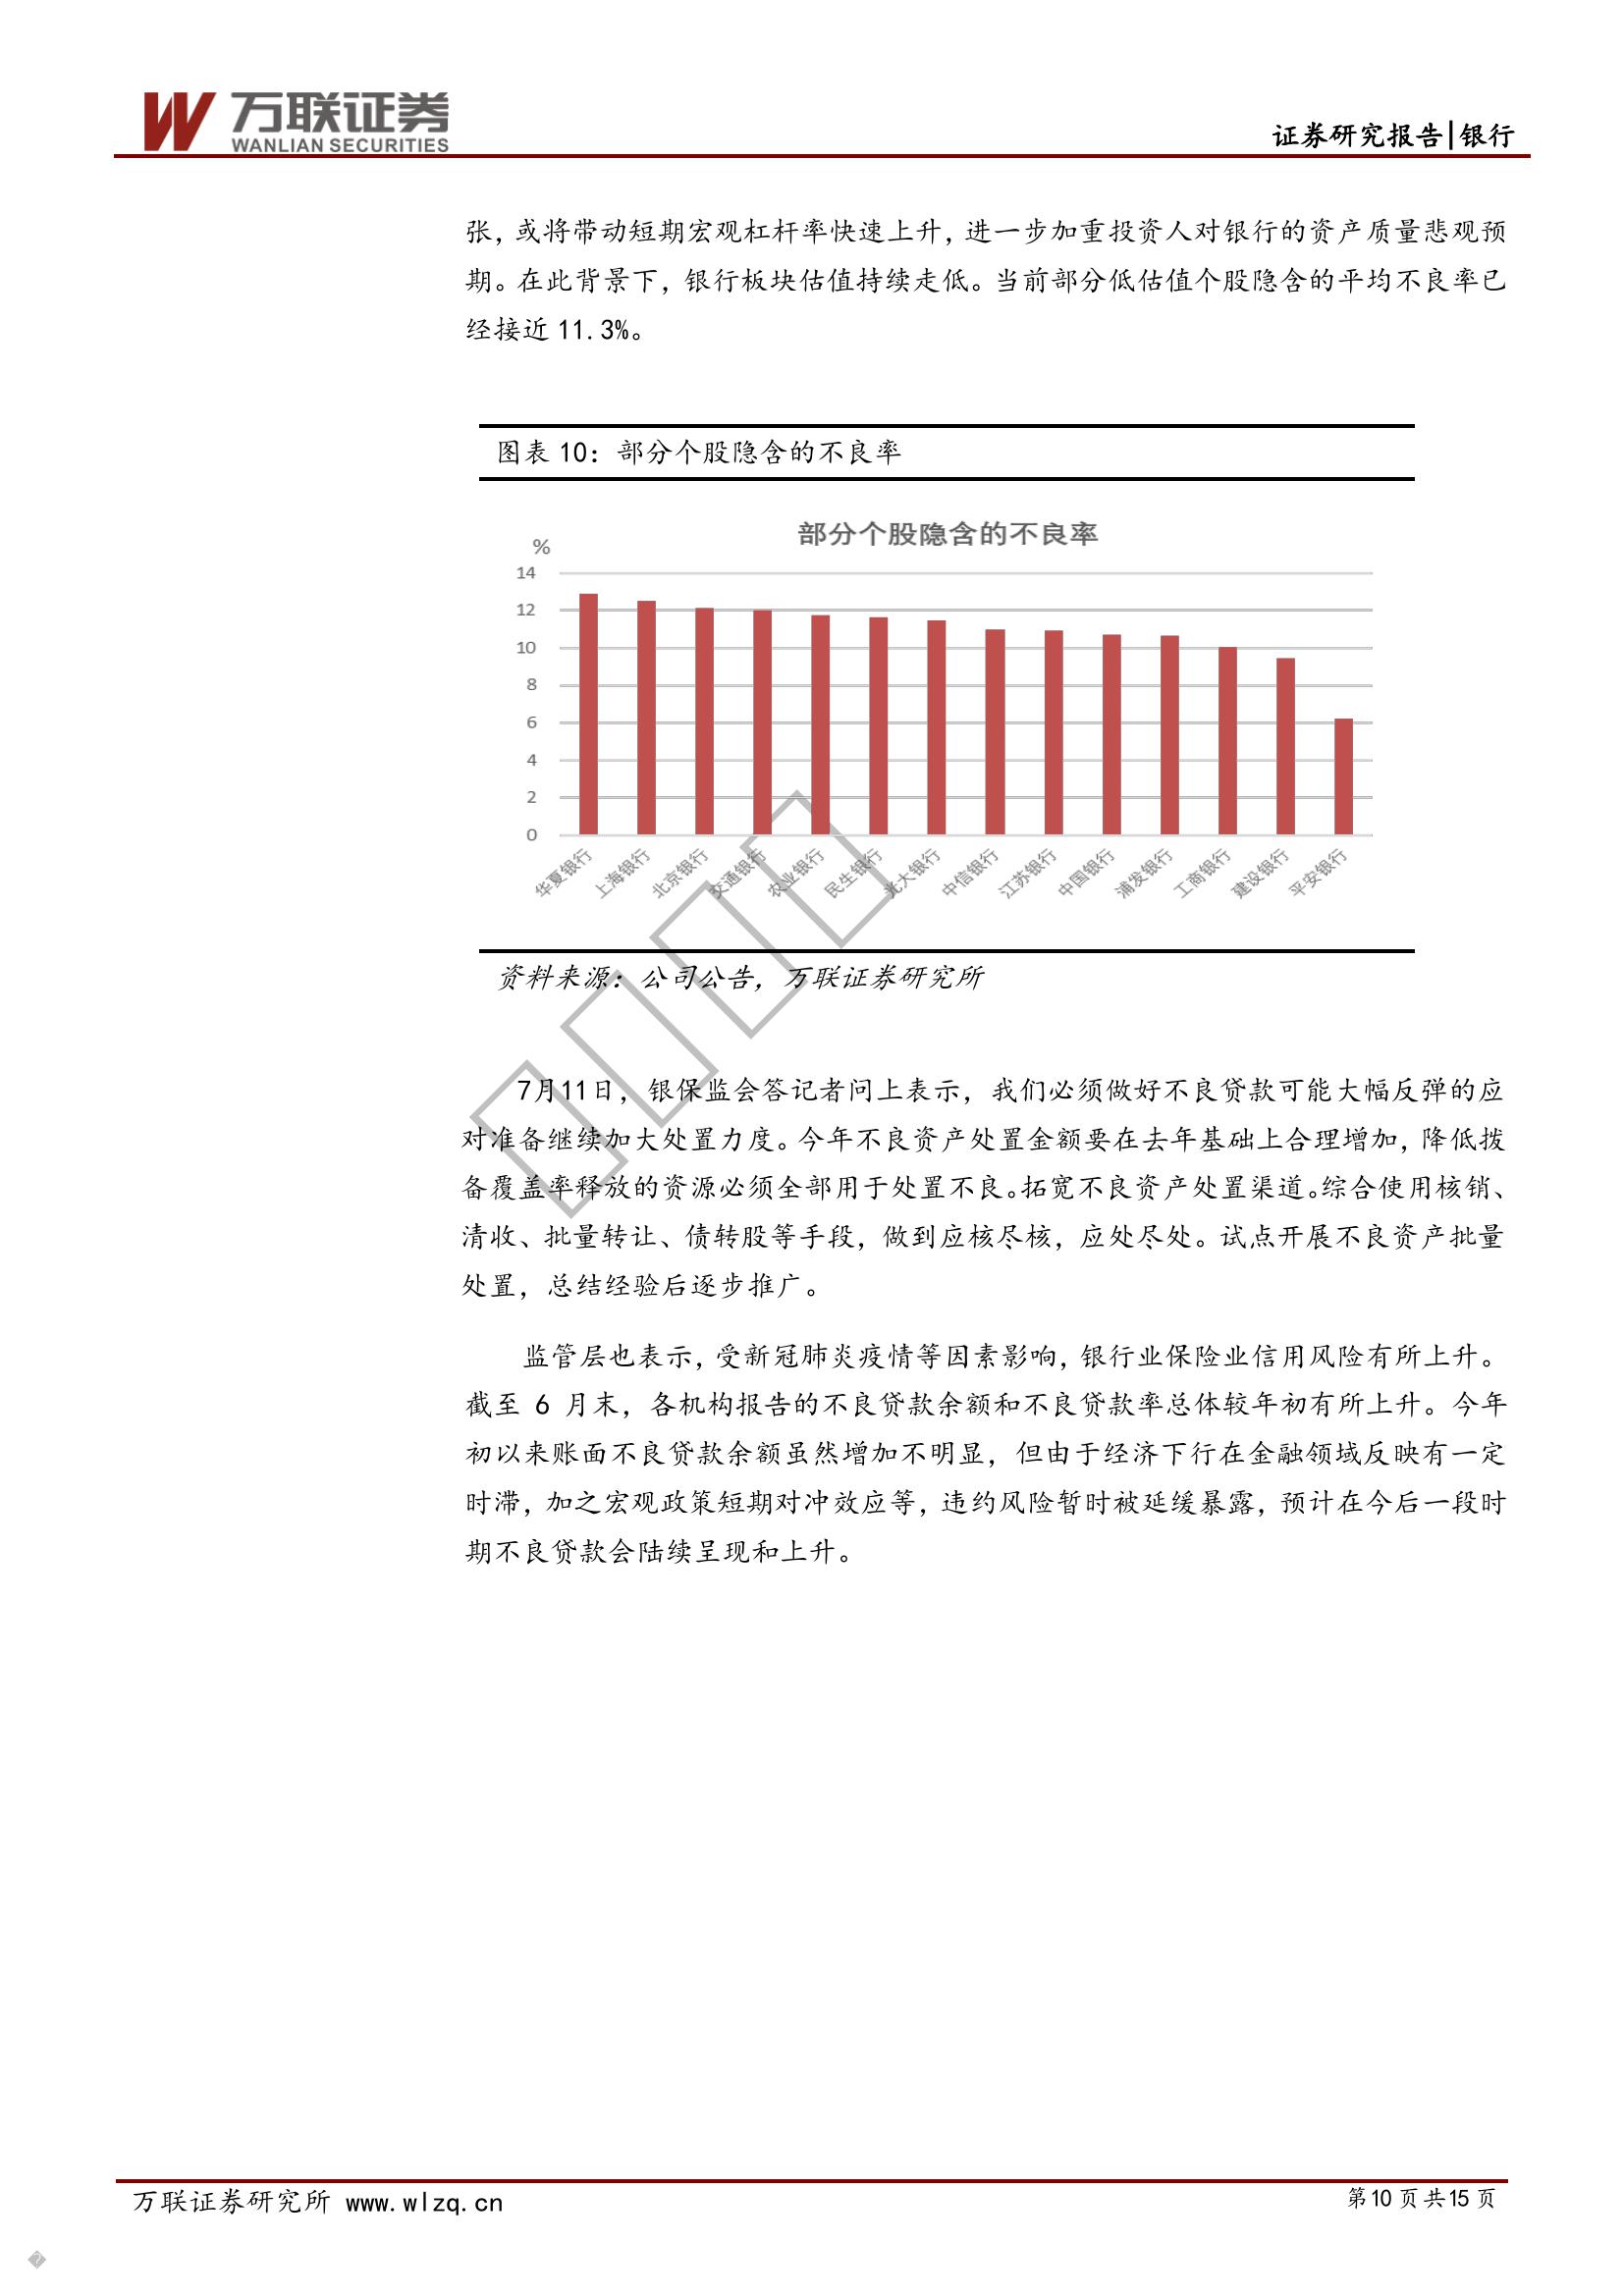 万联证券
WANLIAN SECURITIES
证券研究报告|银行
张，或将带动短期宏观杠杆率快速上升，进一步加重投资人对银行的资产质量悲观预
期。在此背景下，银行板块估值持续走低。当前部分低估值个股隐含的平均不良率已
经接近 11.3%。
图表 10：部分个股隐含的不良率
部分个股隐含的不良率
%
14
12
10
8
6
4
2
0
华夏银行 上海银行 北京银行 交通银行 农业银行 民生银行 光大银行 中信银行 江苏银行 中国银行 浦发银行 工商银行 建设银行 平安银行
资料来源：公司公告，万联证券研究所
7月11日，银保监会答记者问上表示，我们必须做好不良贷款可能大幅反弹的应
对准备继续加大处置力度。今年不良资产处置金额要在去年基础上合理增加，降低拨
备覆盖率释放的资源必须全部用于处置不良。拓宽不良资产处置渠道。综合使用核销、
清收、批量转让、债转股等手段，做到应核尽核，应处尽处。试点开展不良资产批量
处置，总结经验后逐步推广。
监管层也表示，受新冠肺炎疫情等因素影响，银行业保险业信用风险有所上升。
截至 6 月末，各机构报告的不良贷款余额和不良贷款率总体较年初有所上升。今年
初以来账面不良贷款余额虽然增加不明显，但由于经济下行在金融领域反映有一定
时滞，加之宏观政策短期对冲效应等，违约风险暂时被延缓暴露，预计在今后一段时
期不良贷款会陆续呈现和上升。
万联证券研究所 www.wlzq.cn
第10 页 共15 页